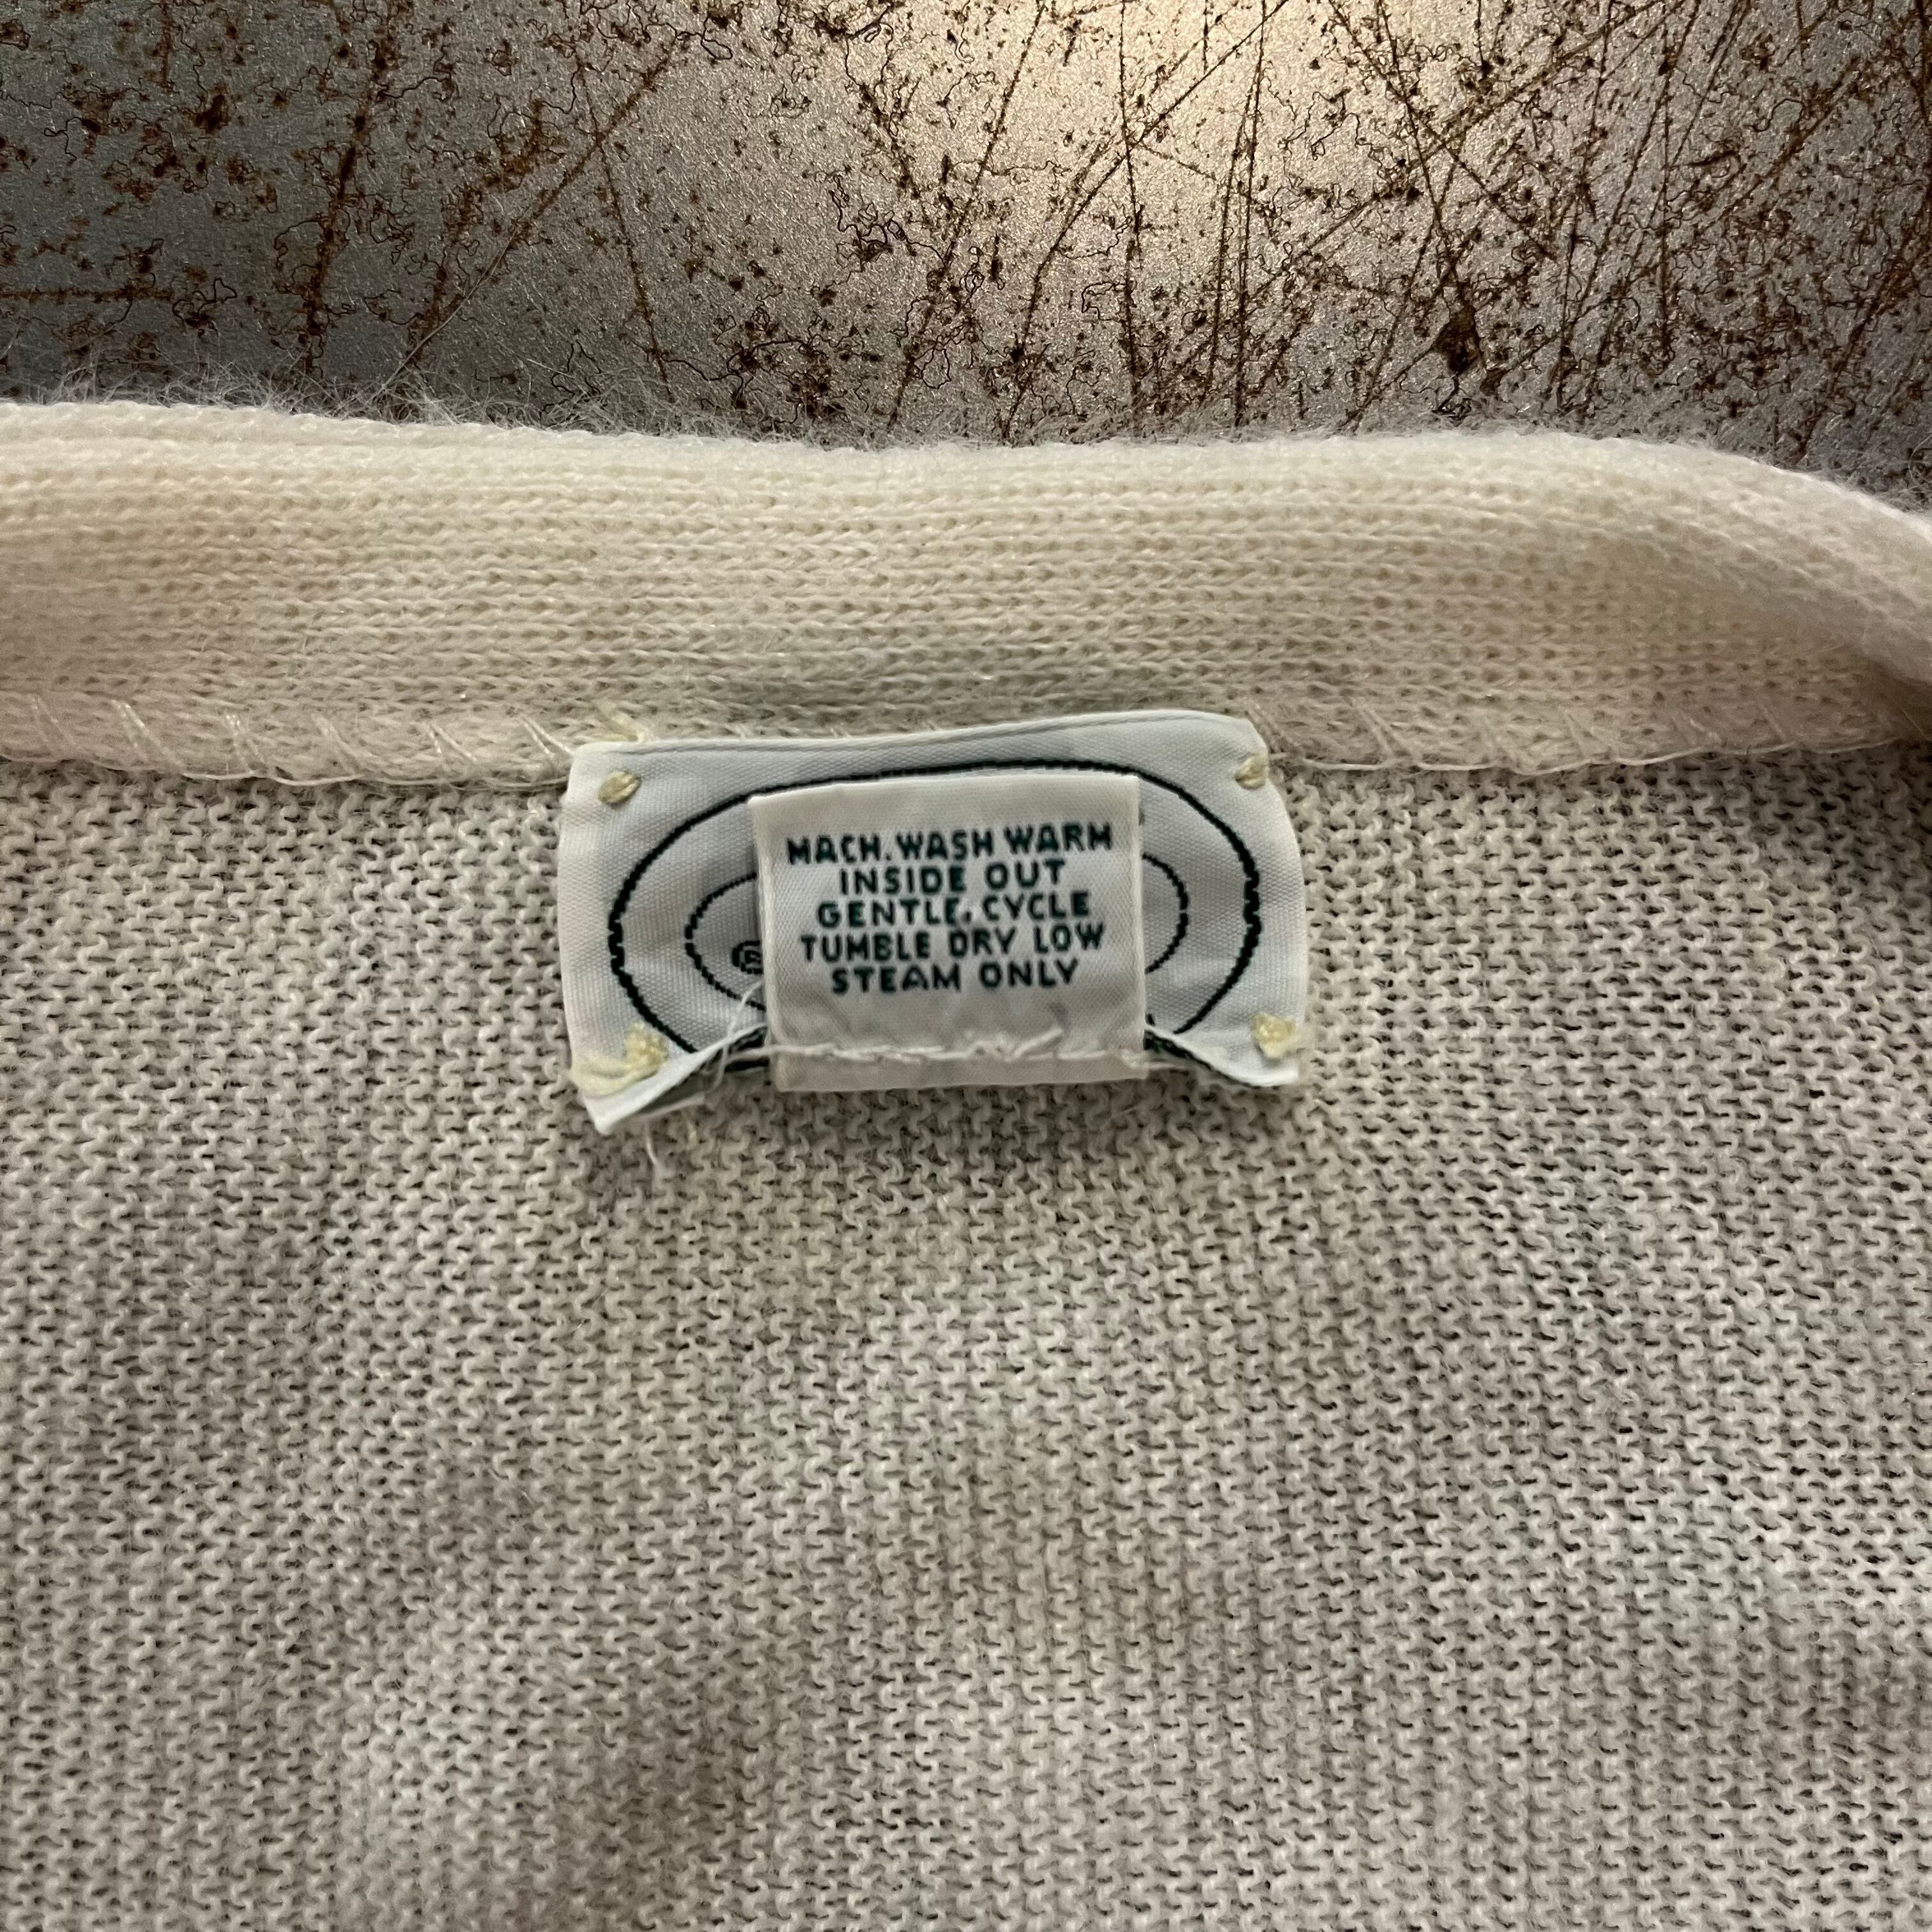 MACH. WASH WARM
INSIDE OUT
GENTLE. CYCLE
TUMBLE DRY LOW
STEAM ONLY
®